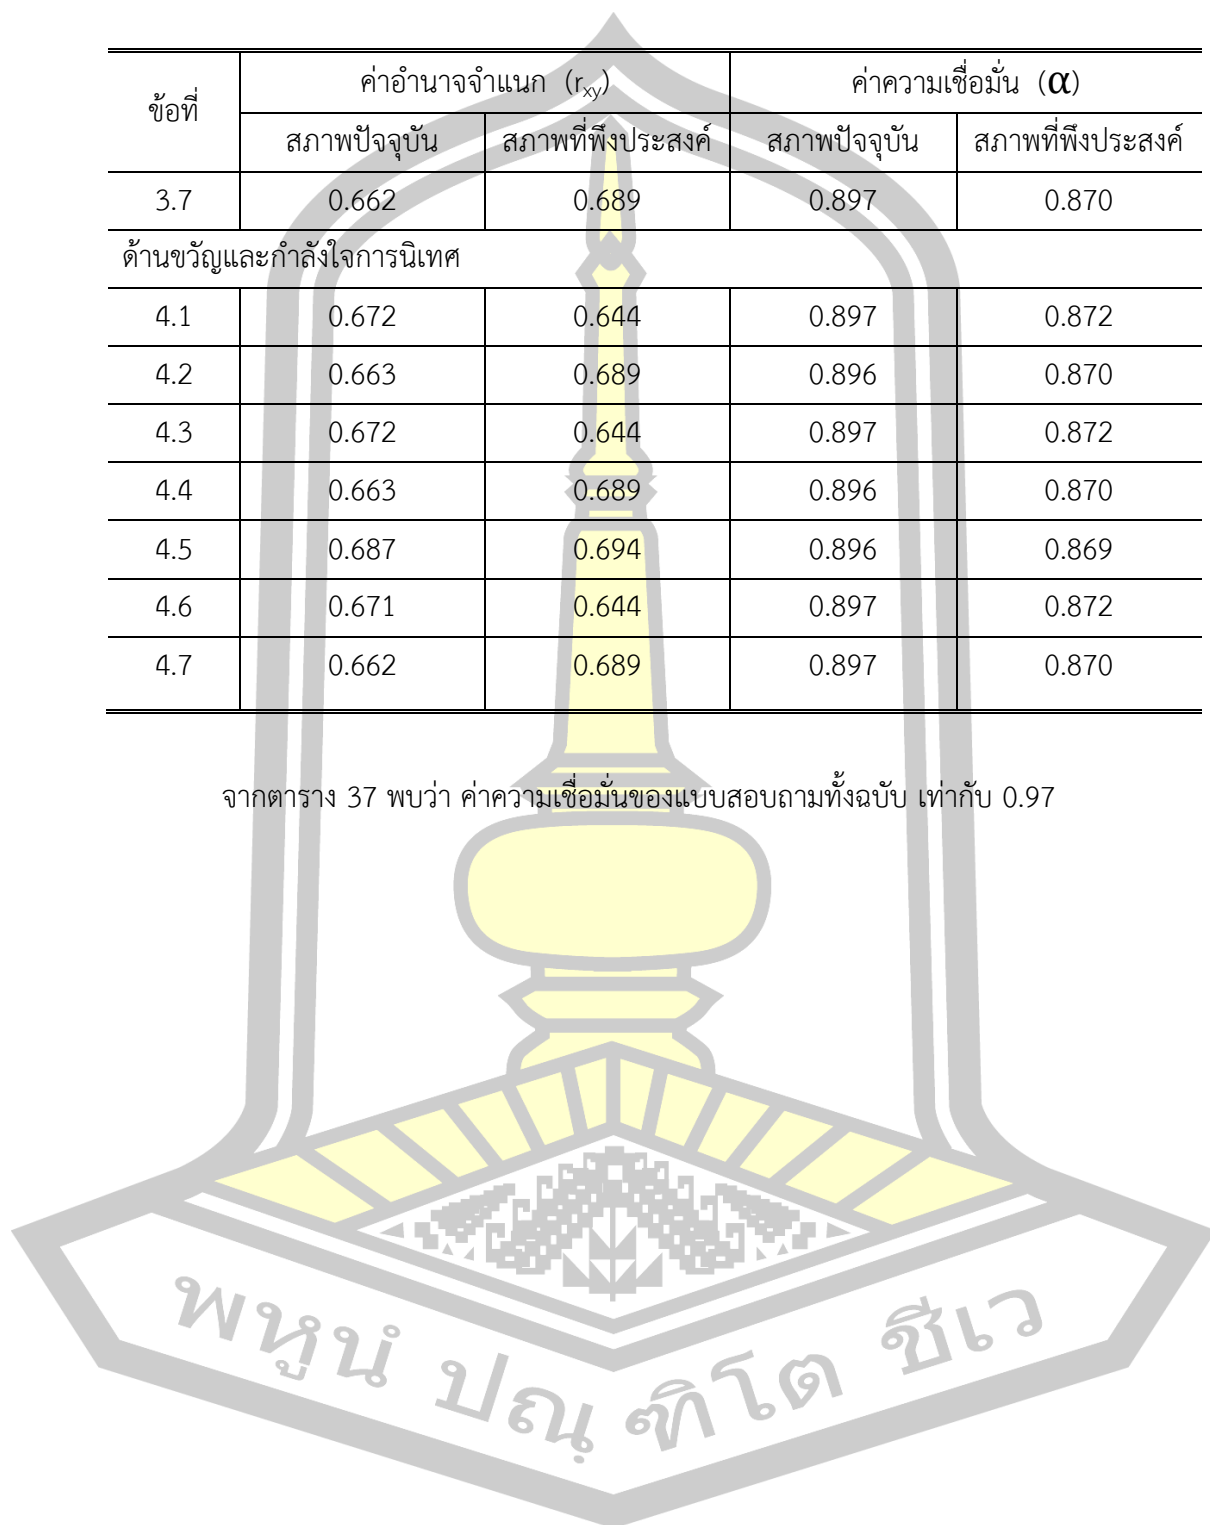 ข้อที่ ค่าอำนาจจำแนก (rxy) ค่าความเชื่อมั่น (α)
สภาพปัจจุบัน สภาพที่พึงประสงค์ สภาพปัจจุบัน สภาพที่พึงประสงค์
3.7 0.662 0.689 0.897 0.870
ด้านขวัญและกำลังใจการนิเทศ
4.1 0.672 0.644 0.897 0.872
4.2 0.663 0.689 0.896 0.870
4.3 0.672 0.644 0.897 0.872
4.4 0.663 0.689 0.896 0.870
4.5 0.687 0.694 0.896 0.869
4.6 0.671 0.644 0.897 0.872
4.7 0.662 0.689 0.897 0.870
จากตาราง 37 พบว่า ค่าความเชื่อมั่นของแบบสอบถามทั้งฉบับ เท่ากับ 0.97
พหูนํ ปณฺฑิโต ชีเว